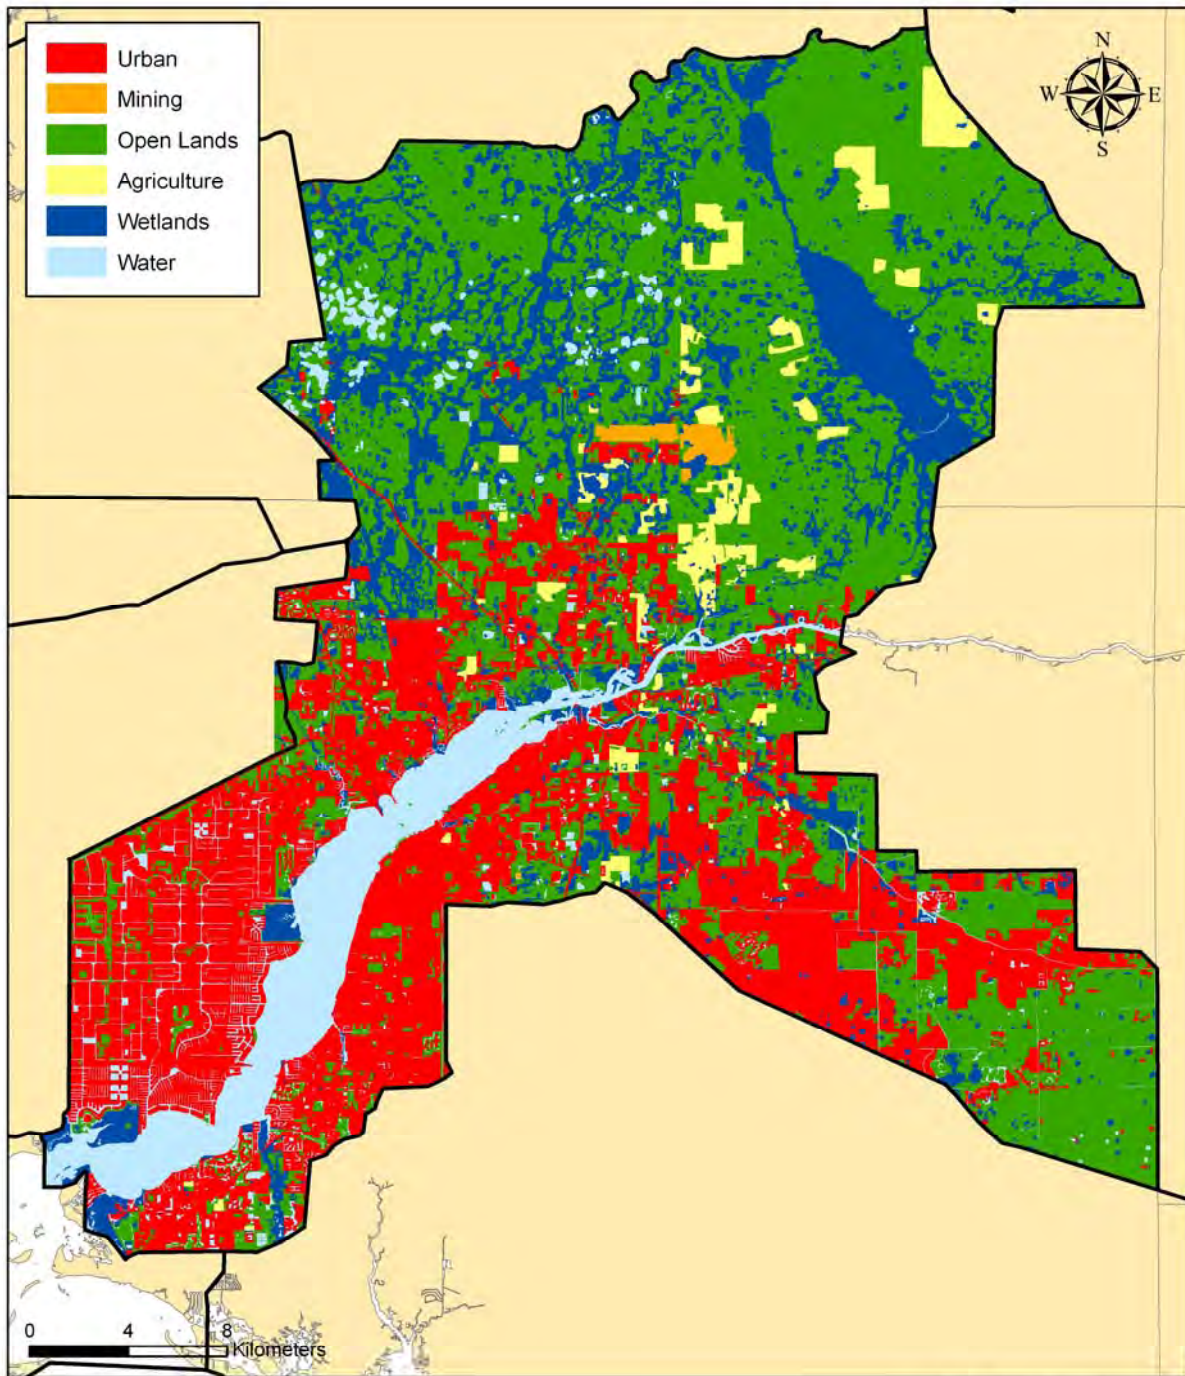 Urban
Mining
Open Lands
Agriculture
Wetlands
Water
N
W E
S
0 4 8
Kilometers